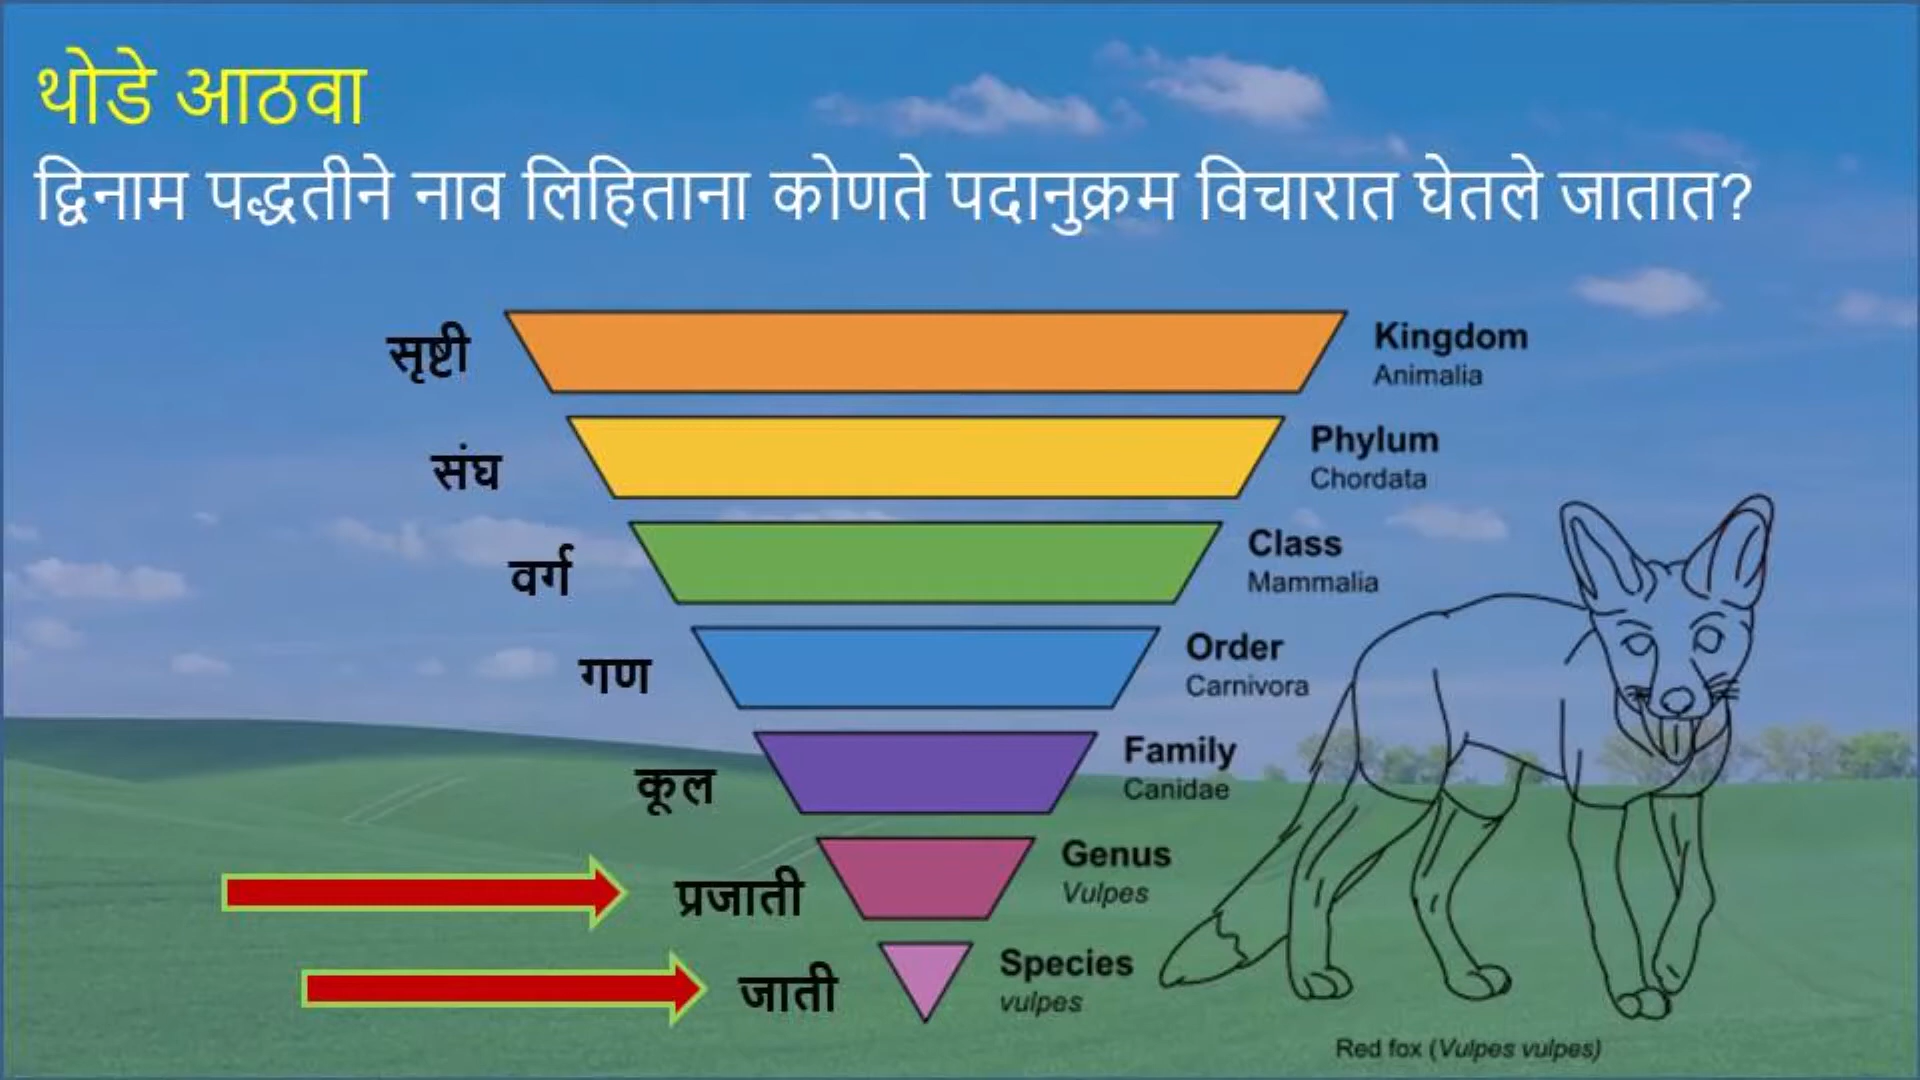 थोडे आठवा
द्विनाम पद्धतीने नाव लिहिताना कोणते पदानुक्रम विचारात घेतले जातात?
सृष्टी
Kingdom
Animalia
संघ
Phylum
Chordata
वर्ग
Class
Mammalia
गण
Order
Carnivora
कूल
Family
Canidae
प्रजाती
Genus
Vulpes
जाती
Species
vulpes
Red fox (Vulpes vulpes)